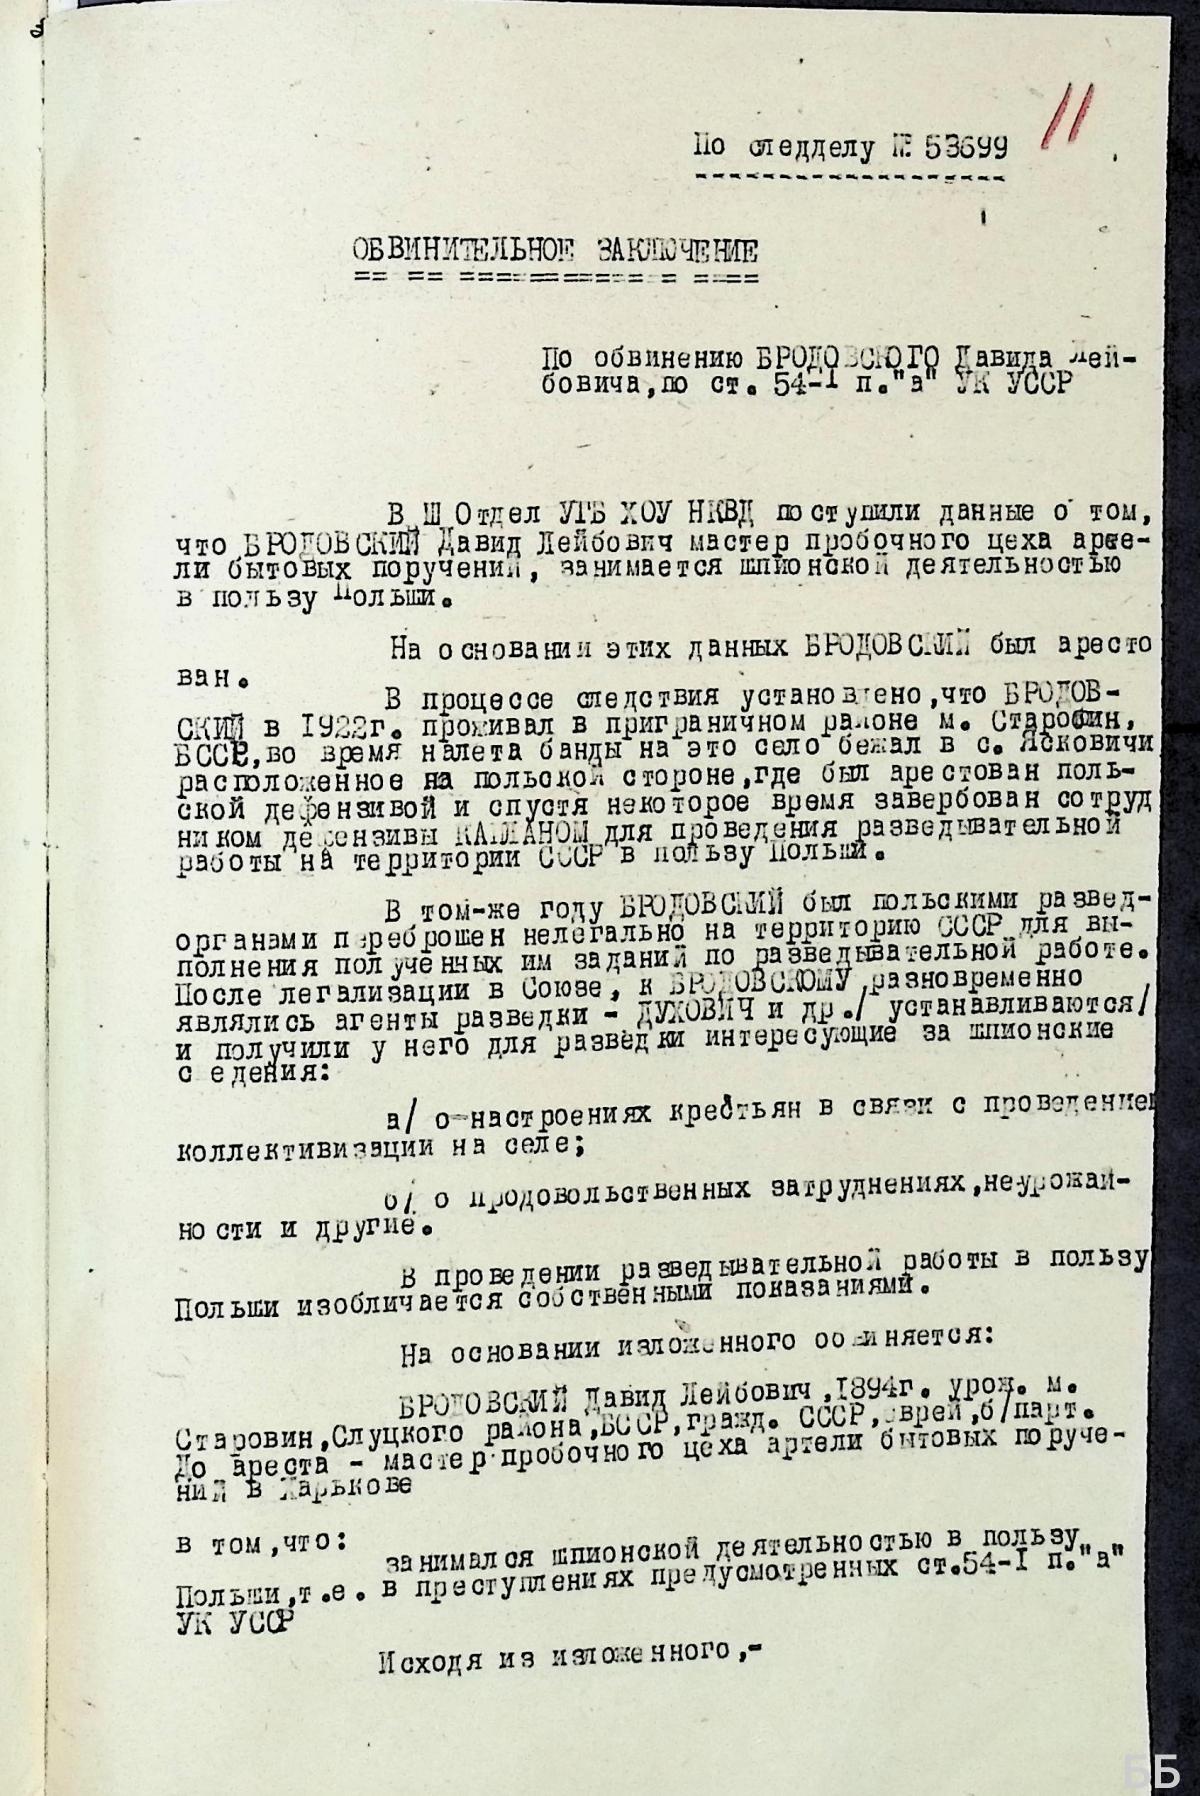 11
По следделу № 53699
ОБВИНИТЕЛЬНОЕ ЗАКЛЮЧЕНИЕ
По обвинению БРОДОВСКОГО Давида Лей-
бовича,по ст. 54-I п."а" УК УССР
В Ш Отдел УГБ ХОУ НКВД поступили данные о том,
что БРОДОВСКИЙ Давид Лейбович мастер пробочного цеха арте-
ли бытовых поручений, занимается шпионской деятельностью
в пользу Польши.
На основании этих данных БРОДОВСКИЙ был аресто
ван.
В процессе следствия установлено,что БРОДОВ-
СКИЙ в 1922г. проживал в приграничном районе м. Старобин,
БССР,во время налета банды на это село бежал в с. Ясковичи
расположенное на польской стороне,где был арестован поль-
ской дефензивой и спустя некоторое время завербован сотруд
ником дефензивы КАПЛАНОМ для проведения разведывательной
работы на территории СССР в пользу Польши.
В том-же году БРОДОВСКИЙ был польскими развед-
органами переброшен нелегально на территорию СССР для вы-
полнения полученных им заданий по разведывательной работе.
После легализации в Союзе, к БРОДОВСКОМУ разновременно
являлись агенты разведки - ДУХОВИЧ и др./ устанавливаются/
и получили у него для разведки интересующие за шпионские
с едения:
а/ о настроениях крестьян в связи с проведением
коллективизации на селе;
б/ о продовольственных затруднениях,неурожай-
ности и другие.
В проведении разведывательной работы в пользу
Польши изобличается собственными показаниями.
На основании изложенного обвиняется:
БРОДОВСКИЙ Давид Лейбович,1894г. урож. м.
Старовин,Слуцкого района,БССР,гражд. СССР,еврей,б/парт.
До ареста - мастер пробочного цеха артели бытовых поруче-
ний в Харькове
в том,что:
занимался шпионской деятельностью в пользу
Польши,т.е. в преступлениях предусмотренных ст.54-I п."а"
УК УССР
Исходя из изложенного,-
ББ